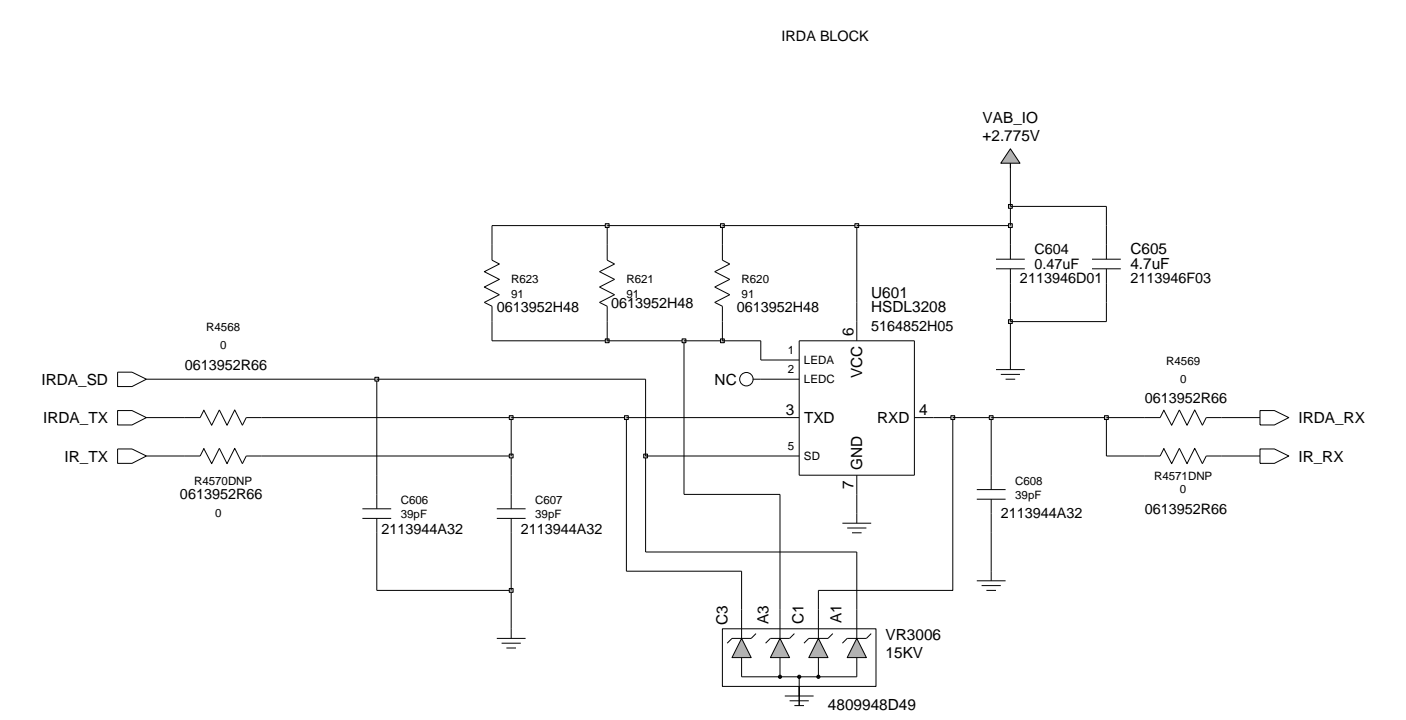 IRDA BLOCK
VAB_IO
+2.775V
C604
0.47uF
2113946D01
C605
4.7uF
2113946F03
R623
91
0613952H48
R621
91
0613952H48
R620
91
0613952H48
U601
HSDL3208
5164852H05
R4568
0
0613952R66
IRDA_SD
IRDA_TX
IR_TX
R4570DNP
0613952R66
0
NC
1
2
3
5
6
4
7
LEDA
LEDC
TXD
SD
VCC
RXD
GND
R4569
0
0613952R66
IRDA_RX
IR_RX
R4571DNP
0
0613952R66
C606
39pF
2113944A32
C607
39pF
2113944A32
C608
39pF
2113944A32
C3
A3
C1
A1
VR3006
15KV
4809948D49